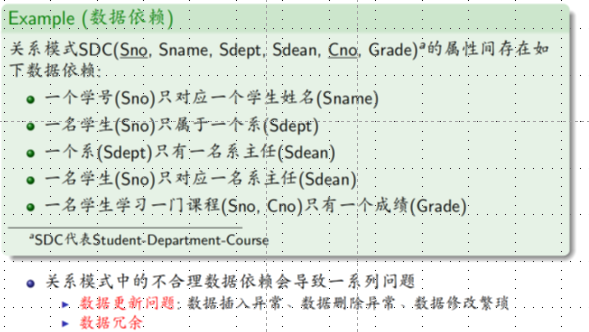 Example (数据依赖)
关系模式SDC(Sno, Sname, Sdept, Sdean, Cno, Grade)ᵃ的属性间存在如
下数据依赖:
一个学号(Sno)只对应一个学生姓名(Sname)
一名学生(Sno)只属于一个系(Sdept)
一个系(Sdept)只有一名系主任(Sdean)
一名学生(Sno)只对应一名系主任(Sdean)
一名学生学习一门课程(Sno, Cno)只有一个成绩(Grade)
ᵃSDC代表Student-Department-Course
关系模式中的不合理数据依赖会导致一系列问题
数据更新问题: 数据插入异常、数据删除异常、数据修改繁琐
数据冗余